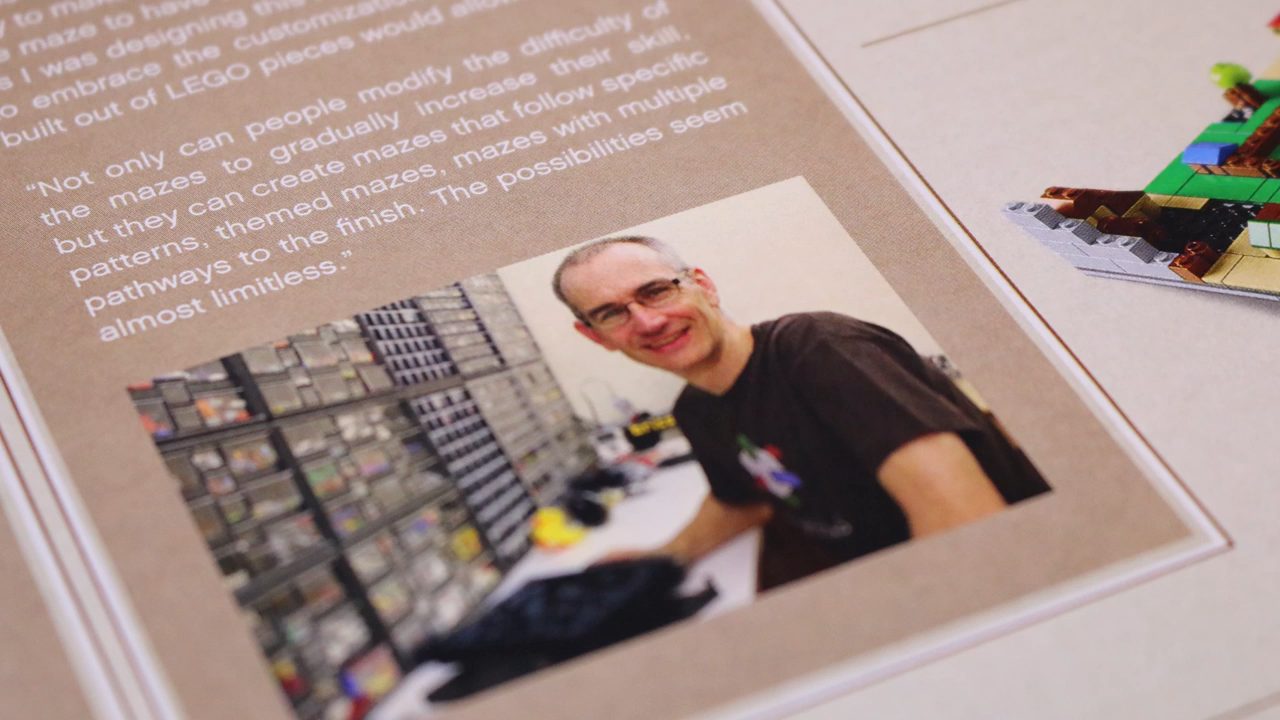 y to make
e maze to have
s I was designing this
to embrace the customization
built out of LEGO pieces would allow
“Not only can people modify the difficulty of
the mazes to gradually increase their skill,
but they can create mazes that follow specific
patterns, themed mazes, mazes with multiple
pathways to the finish. The possibilities seem
almost limitless.”